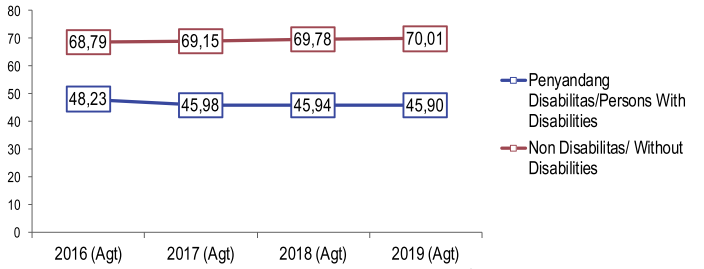 80
70
60
50
40
30
20
10
0
68,79
69,15
69,78
70,01
48,23
45,98
45,94
45,90
2016 (Agt)
2017 (Agt)
2018 (Agt)
2019 (Agt)
Penyandang
Disabilitas/Persons With
Disabilities
Non Disabilitas/ Without
Disabilities